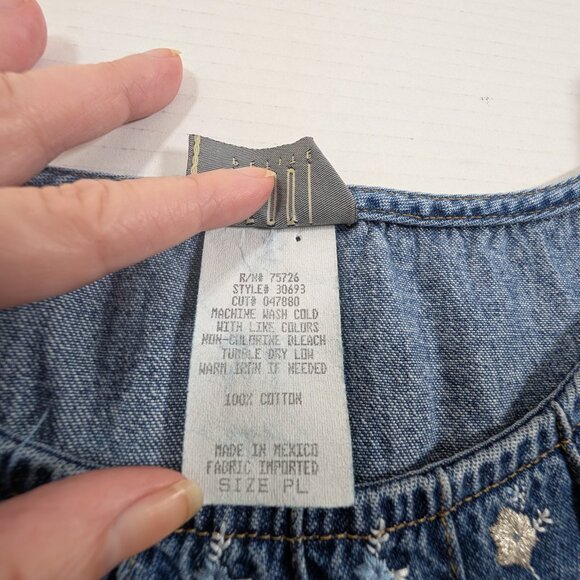 R/N# 75726
STYLE# 30693
CUT# 047880
MACHINE WASH COLD
WITH LIKE COLORS
NON-CHLORINE BLEACH
TUMBLE DRY LOW
WARM IRON IF NEEDED
100% COTTON
MADE IN MEXICO
FABRIC IMPORTED
SIZE PL